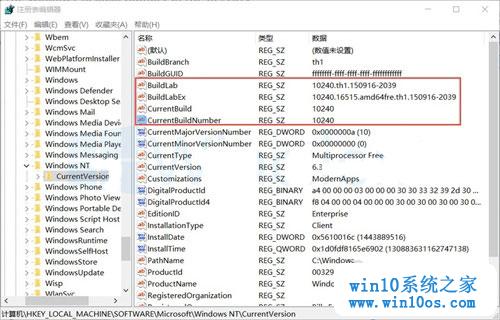 注册表编辑器
文件(F) 编辑(E) 查看(V) 收藏夹(A) 帮助(H)
Wbem
WcmSvc
WebPlatformInstaller
WIMMount
Windows
Windows Defender
Windows Desktop Sea
Windows Mail
Windows Media Devic
Windows Media Foun
Windows Media Playe
Windows Messaging
Windows NT
CurrentVersion
Windows Phone
Windows Photo View
Windows Portable De
Windows Script Host
Windows Search
WindowsRuntime
WindowsSelfHost
WindowsStore
WindowsUpdate
Wisp
WlanSvc
名称 类型 数据
(默认) REG_SZ (数值未设置)
BuildBranch REG_SZ th1
BuildGUID REG_SZ ffffffff-ffff-ffff-ffff-ffffffffffff
BuildLab REG_SZ 10240.th1.150916-2039
BuildLabEx REG_SZ 10240.16515.amd64fre.th1.150916-2039
CurrentBuild REG_SZ 10240
CurrentBuildNumber REG_SZ 10240
CurrentMajorVersionNumber REG_DWORD 0x0000000a (10)
CurrentMinorVersionNumber REG_DWORD 0x00000000 (0)
CurrentType REG_SZ Multiprocessor Free
CurrentVersion REG_SZ 6.3
Customizations REG_SZ ModernApps
DigitalProductId REG_BINARY a4 00 00 00 03 00 00 00 30 30 33 32 39 2d 30
DigitalProductId4 REG_BINARY f8 04 00 00 04 00 00 00 30 00 30 00 30 00
EditionID REG_SZ Enterprise
InstallationType REG_SZ Client
InstallDate REG_DWORD 0x5610016c (1443889516)
InstallTime REG_QWORD 0x1d0fdf8165e6902 (130883631162747138)
PathName REG_SZ C:\Windows
ProductId REG_SZ 00329
ProductName REG_SZ
RegisteredOrganization REG_SZ
计算机\HKEY_LOCAL_MACHINE\SOFTWARE\Microsoft\Windows NT\CurrentVersion
win10系统之家
www.win10os.com